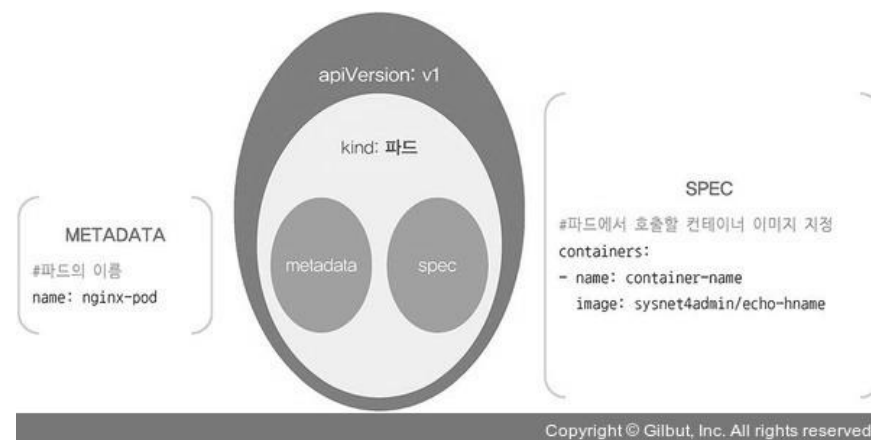 apiVersion: v1
kind: 파드
metadata
spec
METADATA
#파드의 이름
name: nginx-pod
SPEC
#파드에서 호출할 컨테이너 이미지 지정
containers:
- name: container-name
  image: sysnet4admin/echo-hname
Copyright © Gilbut, Inc. All rights reserved